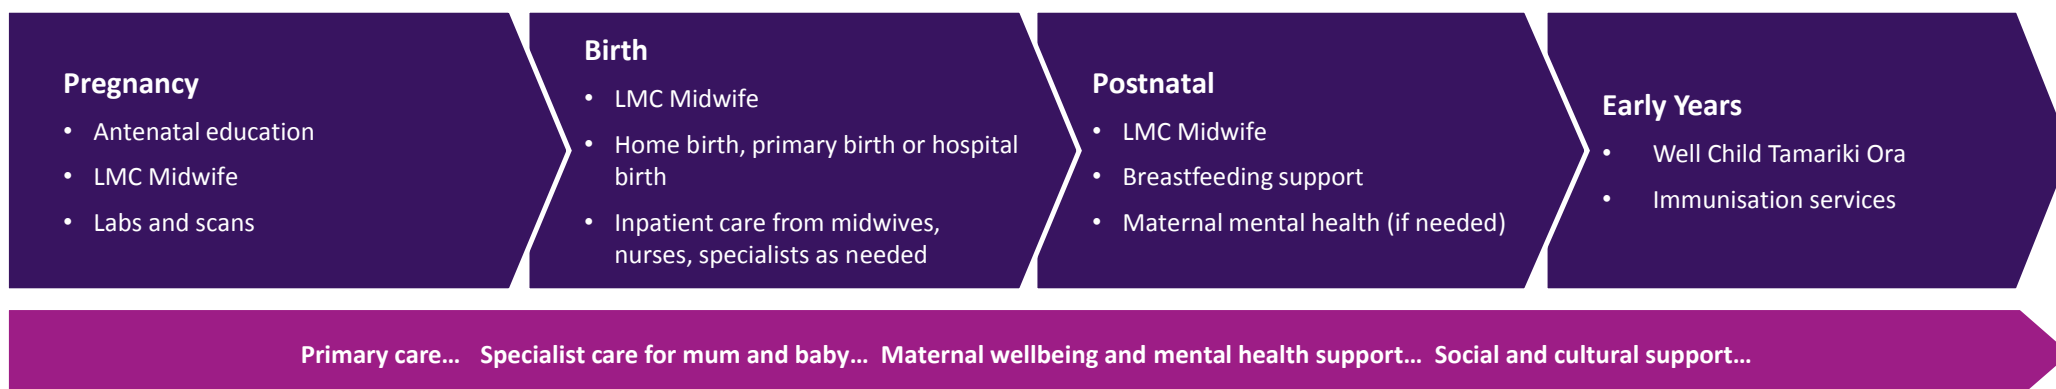 Pregnancy
• Antenatal education
• LMC Midwife
• Labs and scans
Birth
• LMC Midwife
• Home birth, primary birth or hospital
birth
• Inpatient care from midwives,
nurses, specialists as needed
Postnatal
• LMC Midwife
• Breastfeeding support
• Maternal mental health (if needed)
Early Years
• Well Child Tamariki Ora
• Immunisation services
Primary care… Specialist care for mum and baby… Maternal wellbeing and mental health support… Social and cultural support…